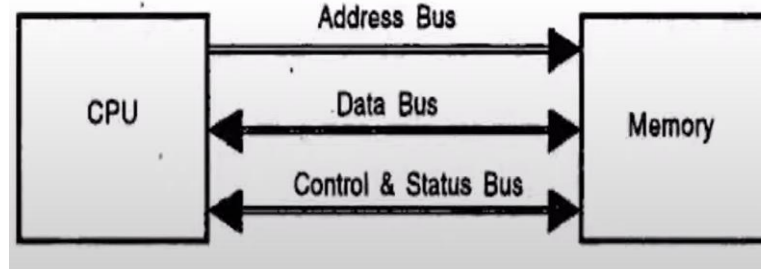 Address Bus
CPU
Data Bus
Memory
Control & Status Bus